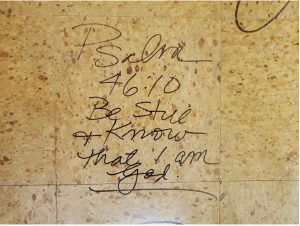 Psalm
46:10
Be Still
& Know
that I am
God.